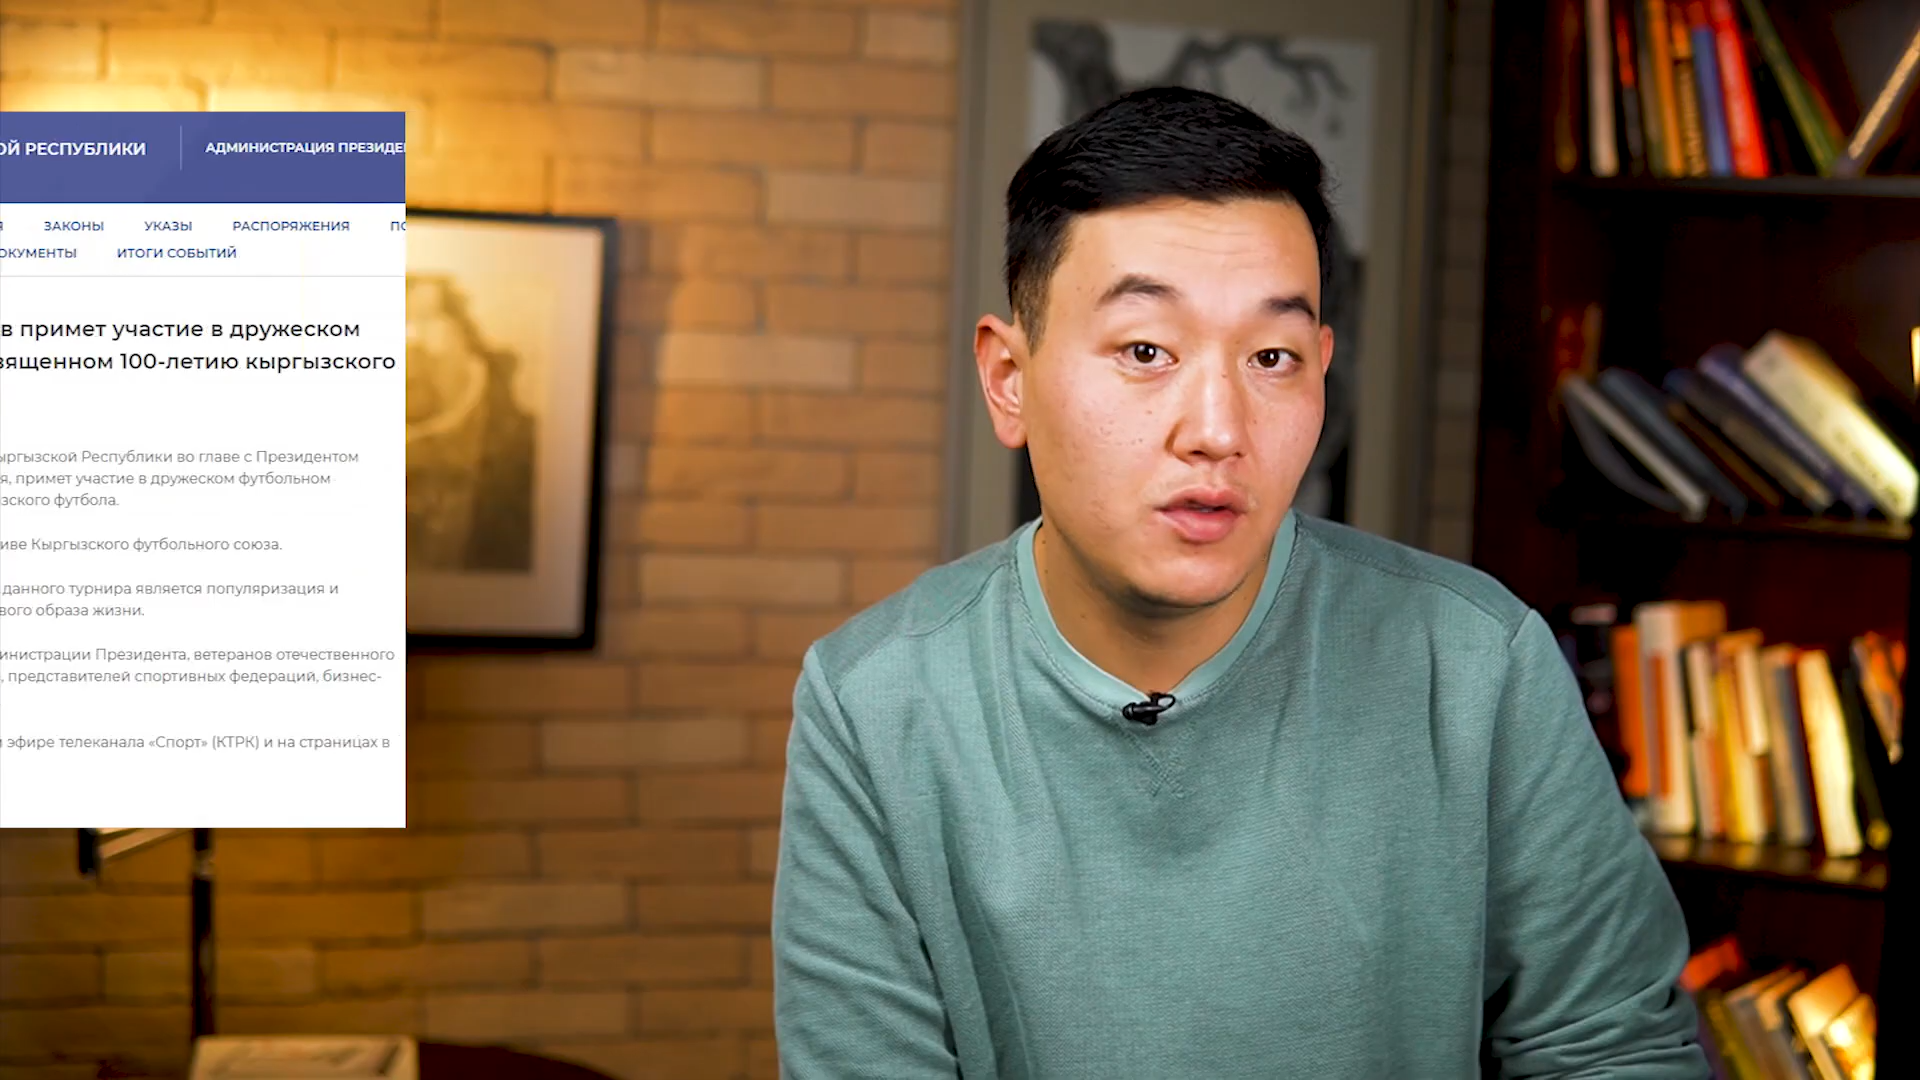 ОЙ РЕСПУБЛИКИ
АДМИНИСТРАЦИЯ ПРЕЗИДЕ
Я ЗАКОНЫ УКАЗЫ РАСПОРЯЖЕНИЯ ПО
ОКУМЕНТЫ ИТОГИ СОБЫТИЙ
в примет участие в дружеском
вященном 100-летию кыргызского
ыргызской Республики во главе с Президентом
я, примет участие в дружеском футбольном
зского футбола.
иве Кыргызского футбольного союза.
данного турнира является популяризация и
вого образа жизни.
инистрации Президента, ветеранов отечественного
, представителей спортивных федераций, бизнес-
эфире телеканала «Спорт» (КТРК) и на страницах в